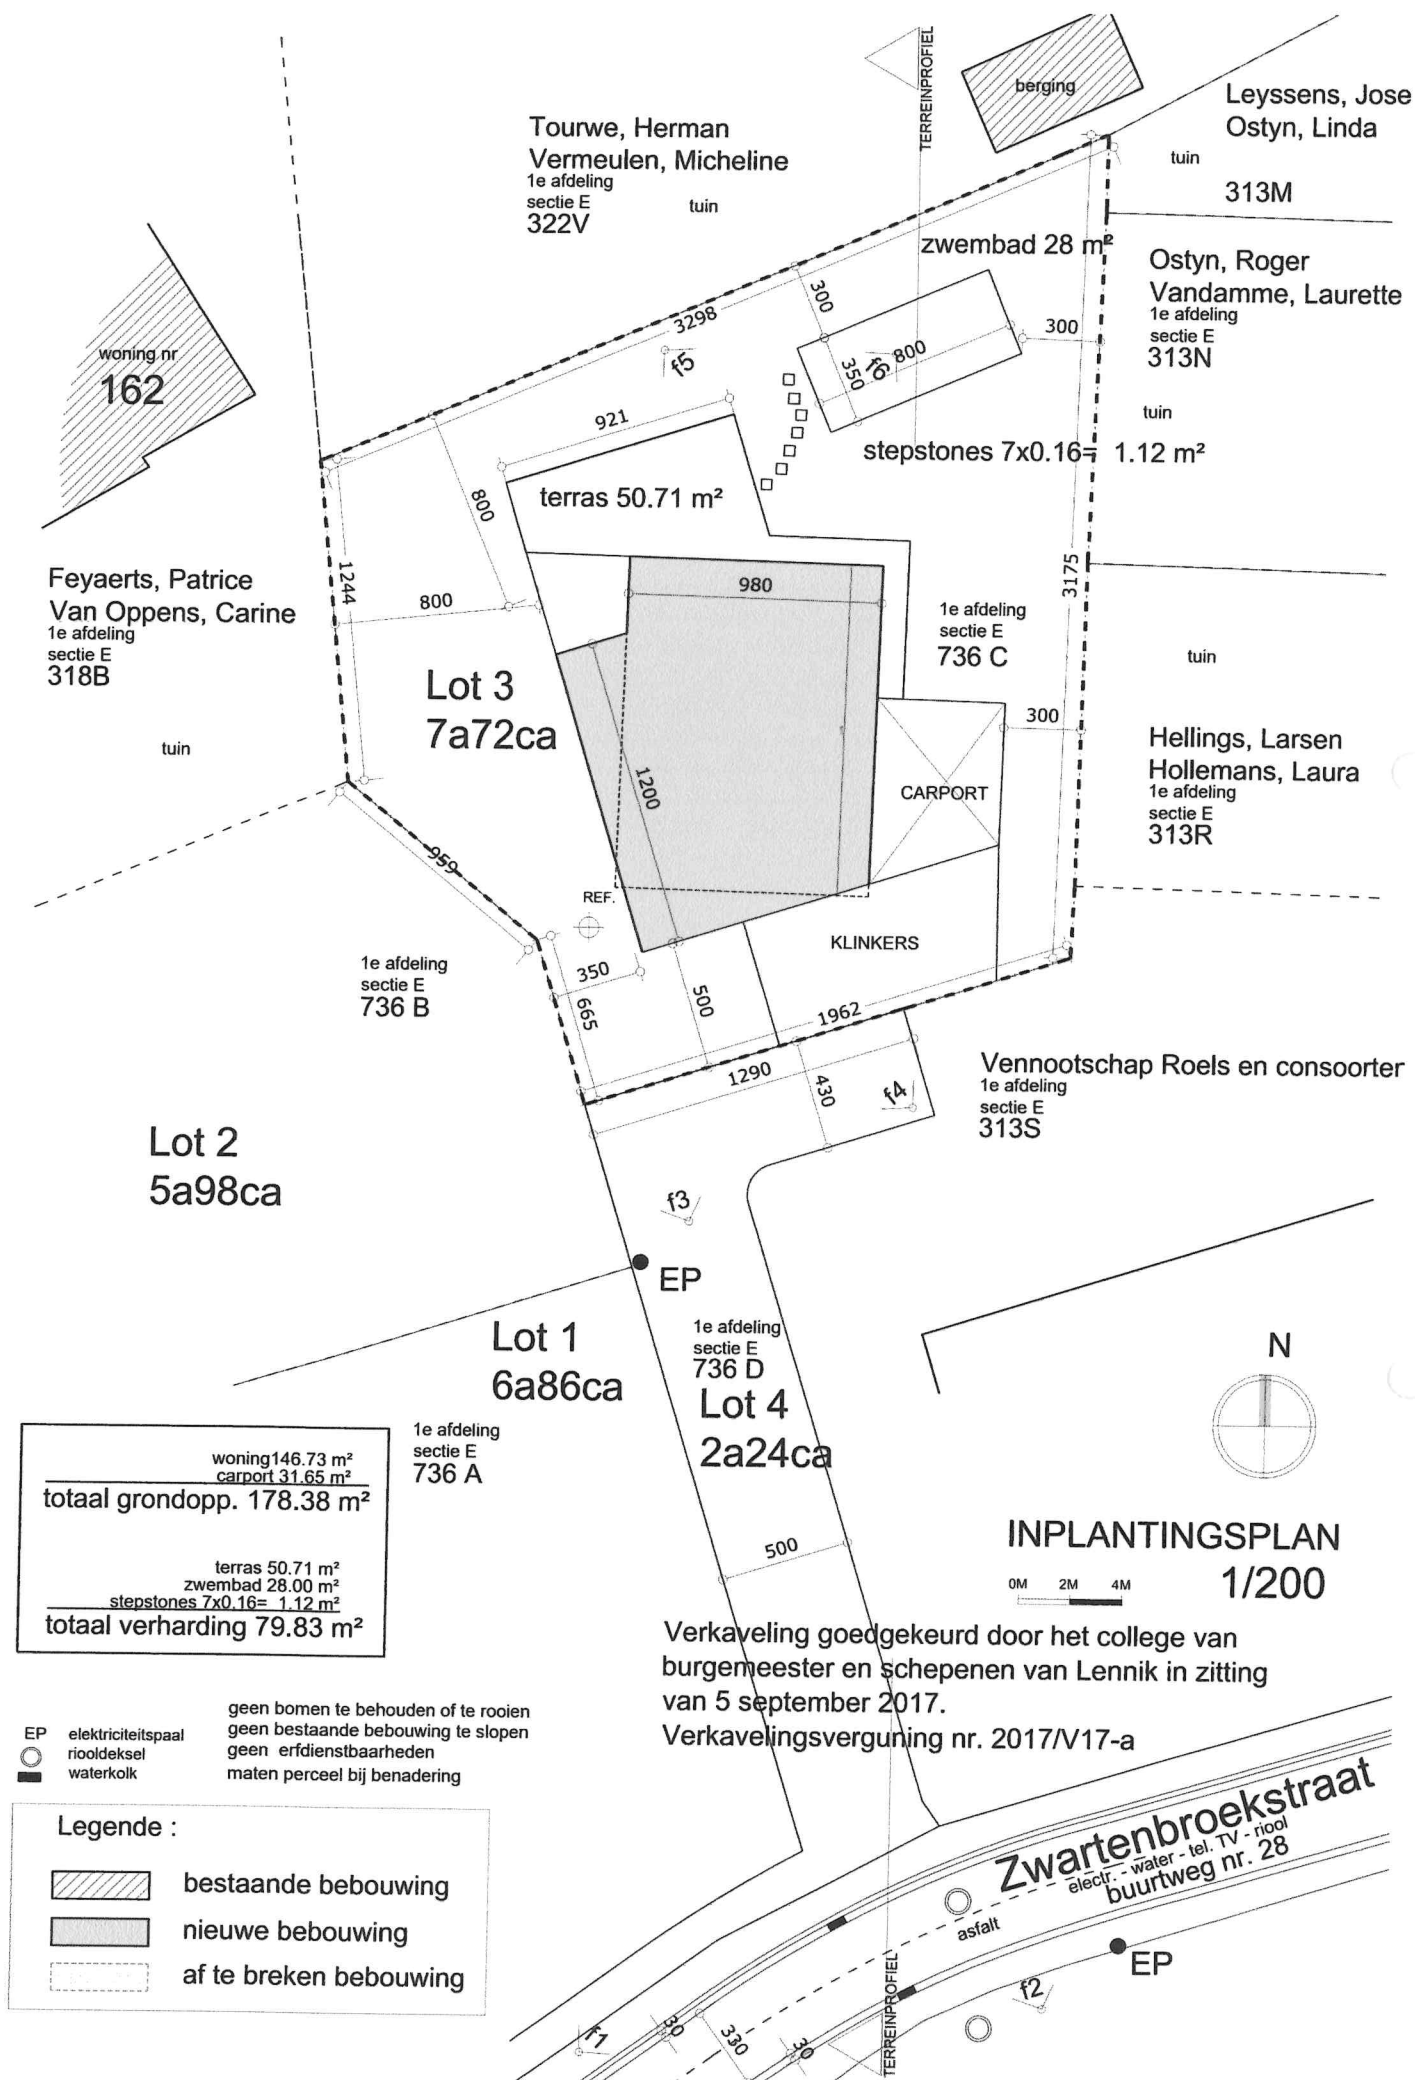 TERREINPROFIEL
berging
Leyssens, Jose
Ostyn, Linda
tuin
313M
Tourwe, Herman
Vermeulen, Micheline
1e afdeling
sectie E
322V
tuin
zwembad 28 m²
Ostyn, Roger
Vandamme, Laurette
1e afdeling
sectie E
313N
tuin
woning nr
162
3298
300
300
f5
350
f6
800
921
stepstones 7x0.16= 1.12 m²
terras 50.71 m²
800
1244
800
980
3175
Feyaerts, Patrice
Van Oppens, Carine
1e afdeling
sectie E
318B
tuin
1e afdeling
sectie E
736 C
tuin
Lot 3
7a72ca
300
Hellings, Larsen
Hollemans, Laura
1e afdeling
sectie E
313R
1200
CARPORT
959
REF.
KLINKERS
1e afdeling
sectie E
736 B
350
665
500
1962
1290
430
f4
Vennootschap Roels en consoorter
1e afdeling
sectie E
313S
Lot 2
5a98ca
f3
EP
Lot 1
6a86ca
1e afdeling
sectie E
736 D
Lot 4
2a24ca
N
1e afdeling
sectie E
736 A
woning146.73 m²
carport 31.65 m²
totaal grondopp. 178.38 m²
terras 50.71 m²
zwembad 28.00 m²
stepstones 7x0.16= 1.12 m²
totaal verharding 79.83 m²
500
INPLANTINGSPLAN
1/200
0M 2M 4M
Verkaveling goedgekeurd door het college van
burgemeester en schepenen van Lennik in zitting
van 5 september 2017.
Verkavelingsverguning nr. 2017/V17-a
geen bomen te behouden of te rooien
EP elektriciteitspaal geen bestaande bebouwing te slopen
riooldeksel geen erfdienstbaarheden
waterkolk maten perceel bij benadering
Legende :
bestaande bebouwing
nieuwe bebouwing
af te breken bebouwing
Zwartenbroekstraat
electr. - water - tel. TV - riool
buurtweg nr. 28
asfalt
EP
f2
TERREINPROFIEL
f1
30
330
30